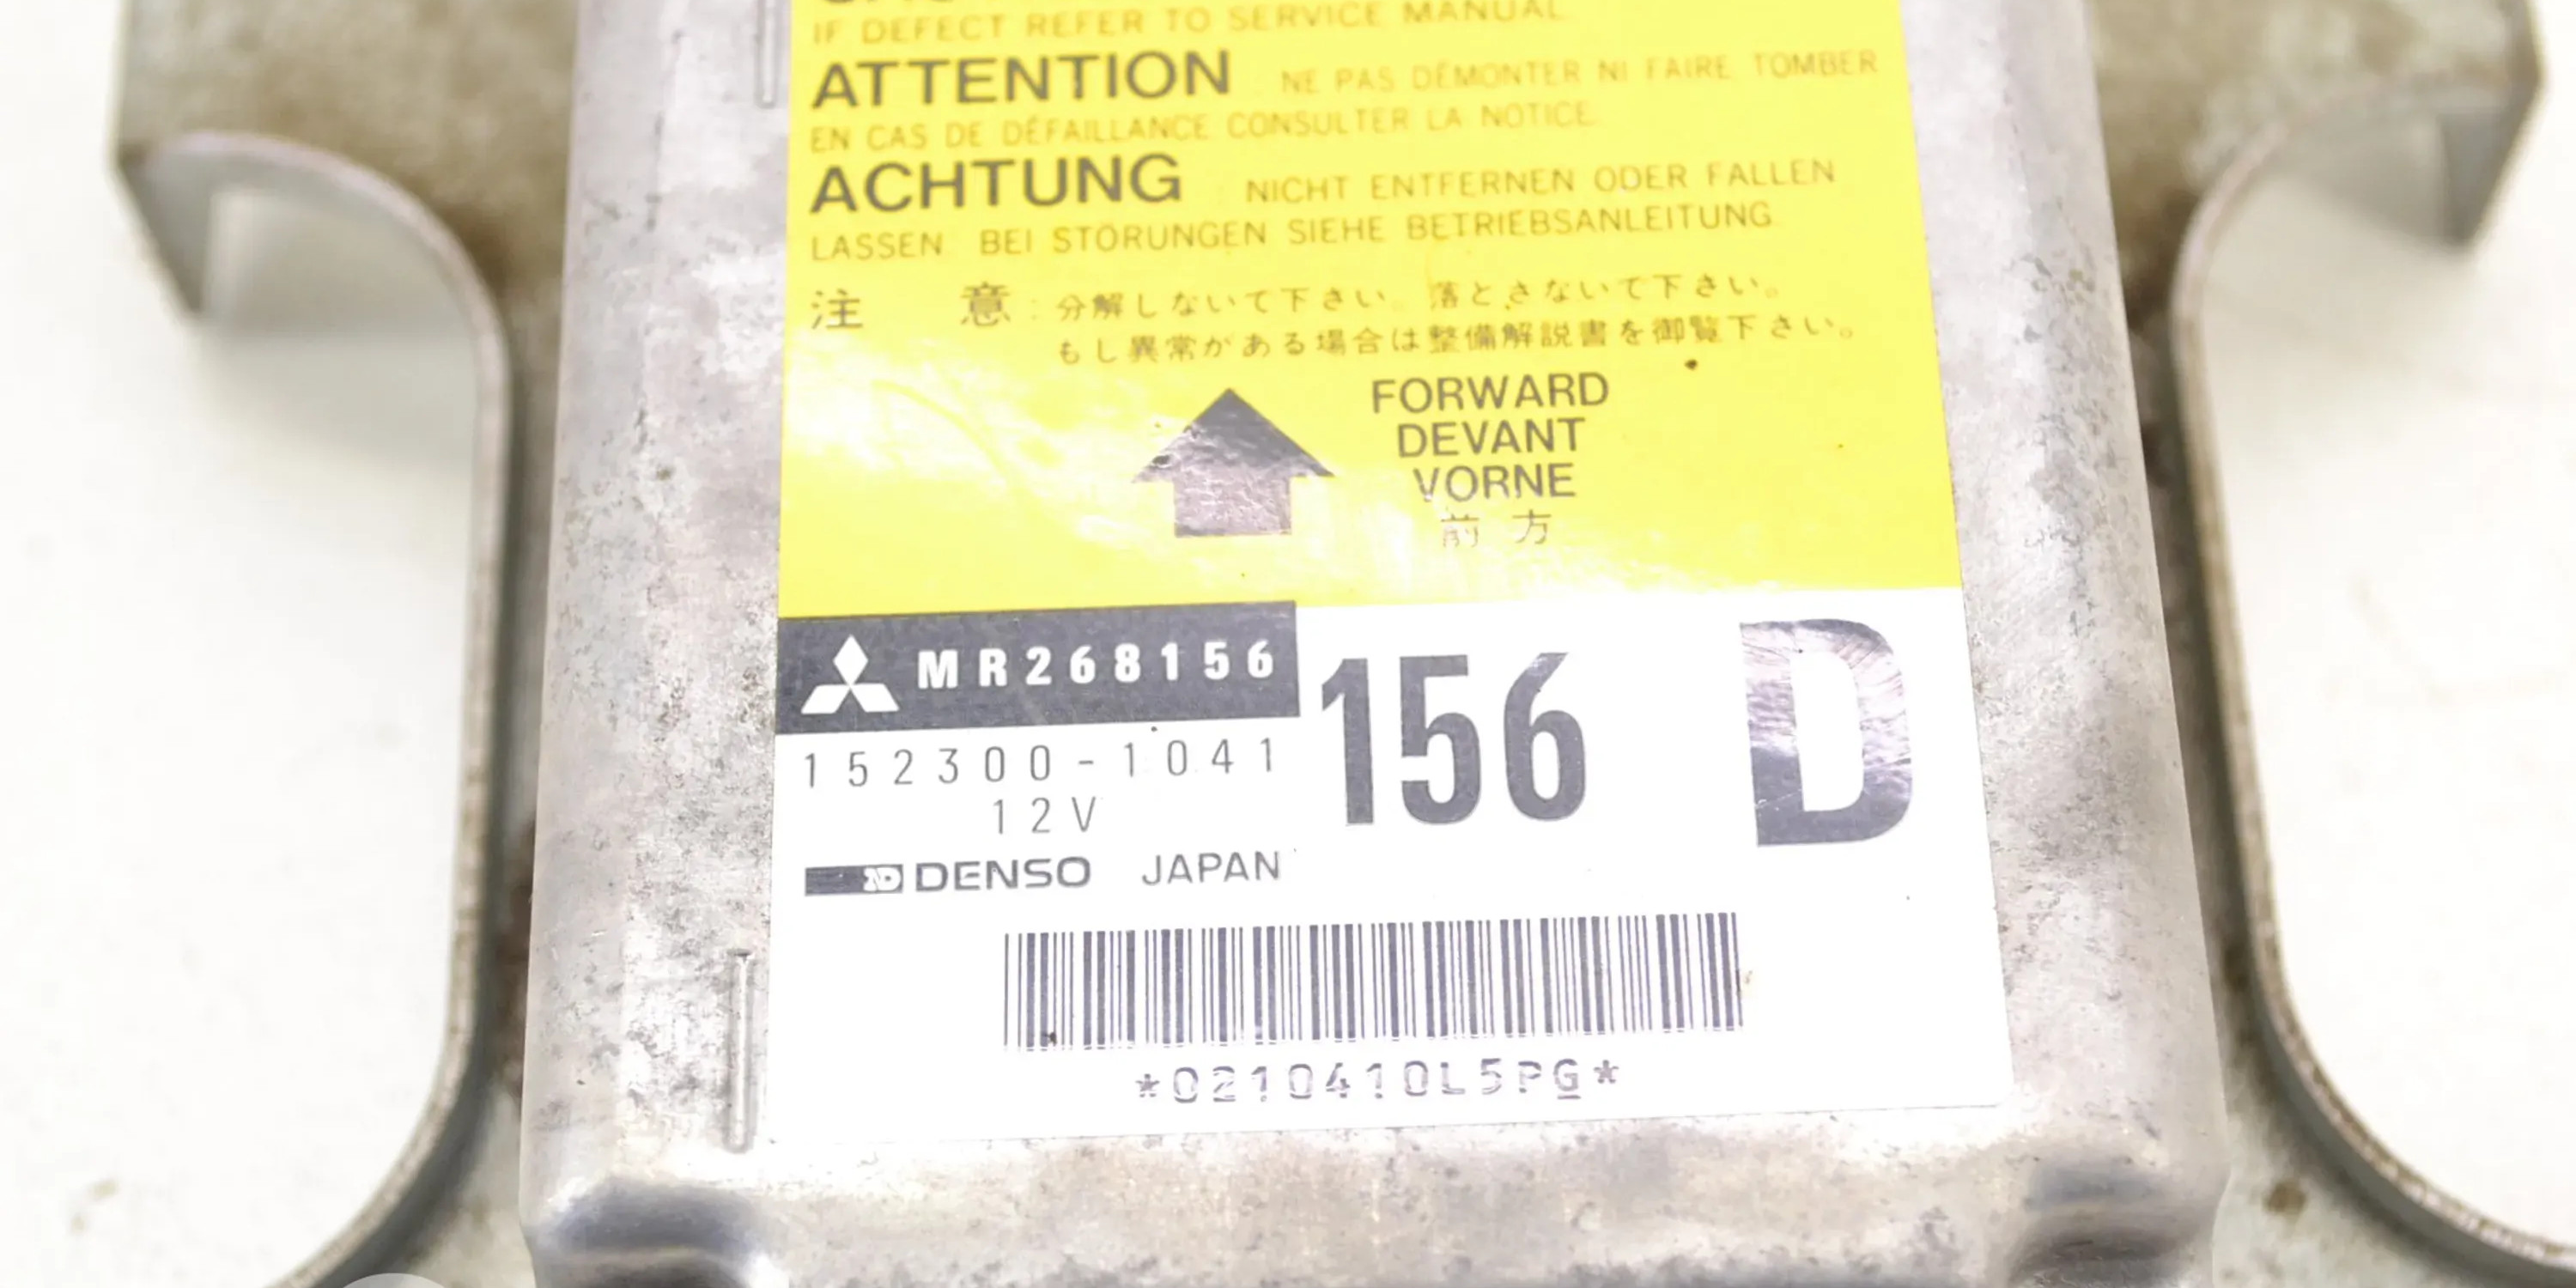 IF DEFECT REFER TO SERVICE MANUAL
ATTENTION NE PAS DÉMONTER NI FAIRE TOMBER
EN CAS DE DÉFAILLANCE CONSULTER LA NOTICE.
ACHTUNG NICHT ENTFERNEN ODER FALLEN
LASSEN BEI STÖRUNGEN SIEHE BETRIEBSANLEITUNG.
注 意: 分解しないで下さい。落とさないで下さい。
もし異常がある場合は整備解説書を御覧下さい。
FORWARD
DEVANT
VORNE
前方
MR268156
156 D
152300-1041
12V
ND DENSO JAPAN
*0210410L5PG*